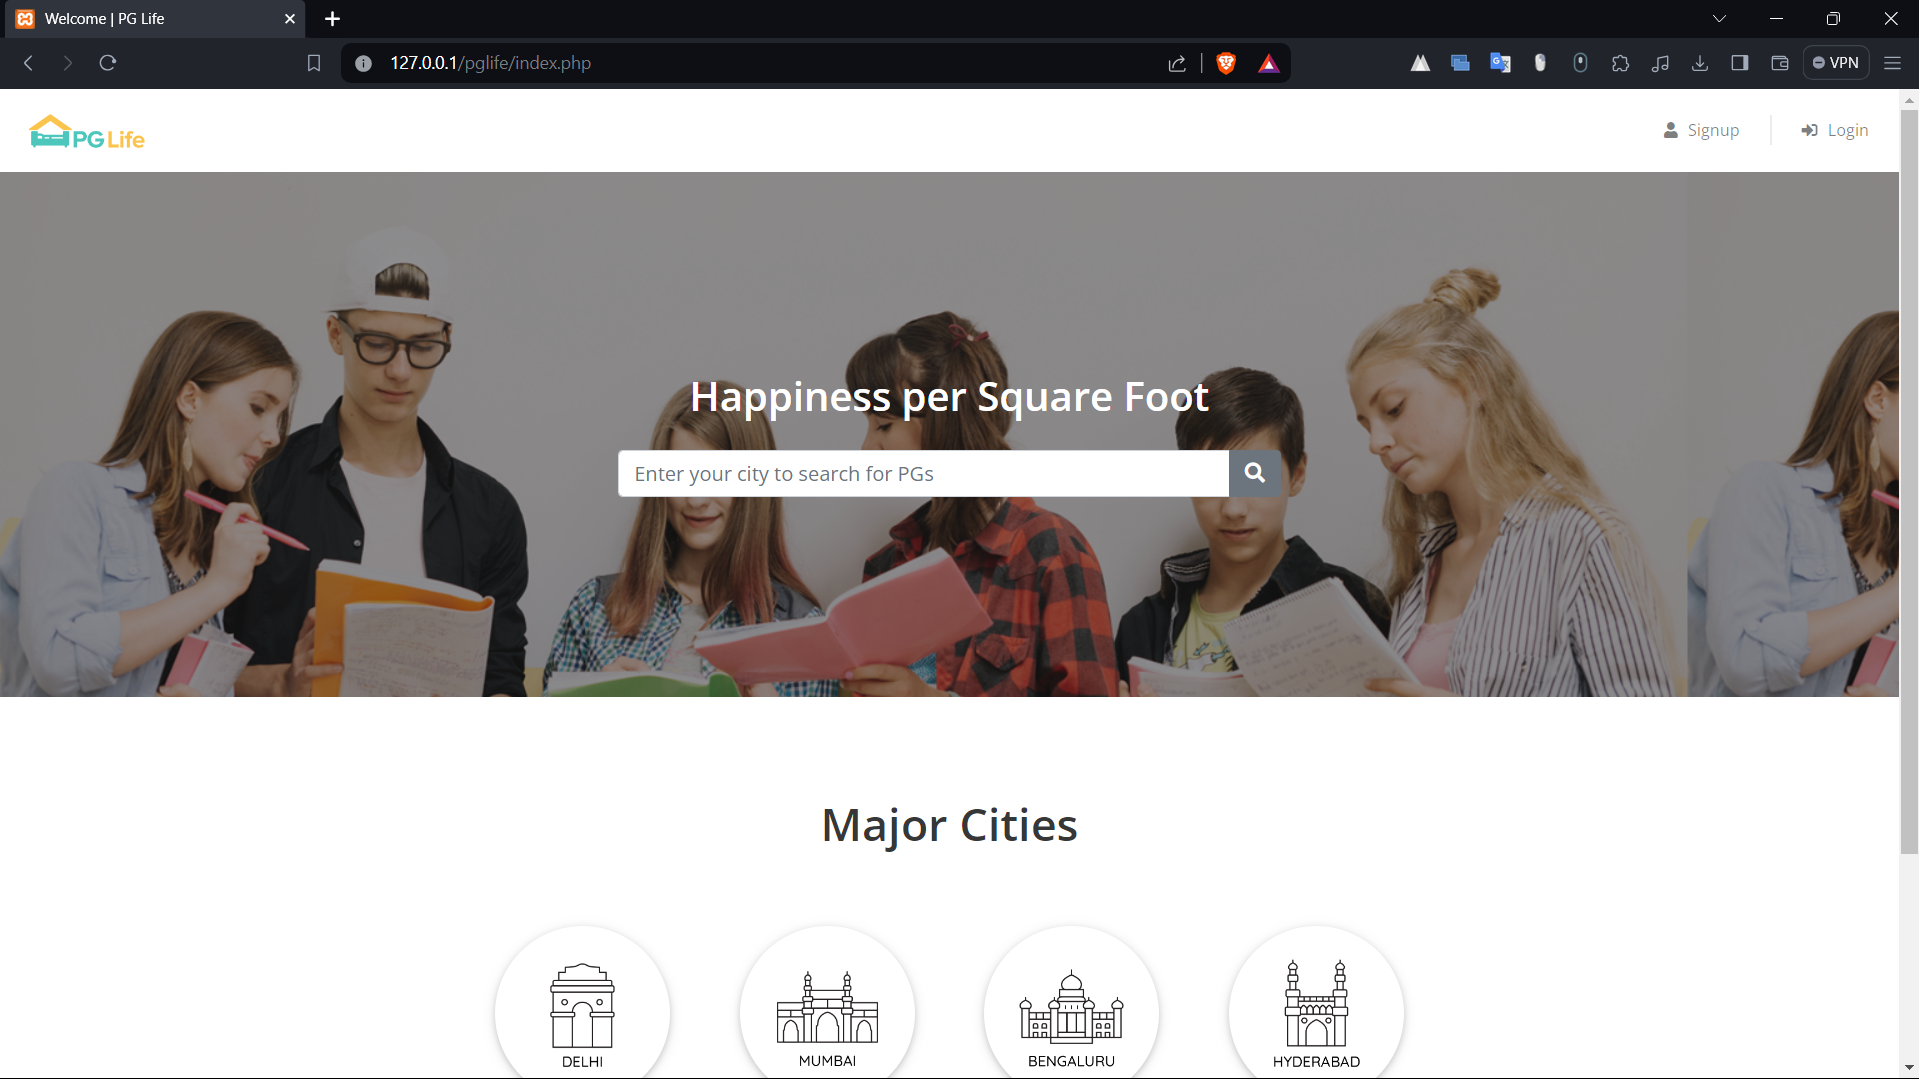 Welcome | PG Life
127.0.0.1/pglife/index.php
VPN
PG Life
Signup
Login
Happiness per Square Foot
Enter your city to search for PGs
Major Cities
DELHI
MUMBAI
BENGALURU
HYDERABAD